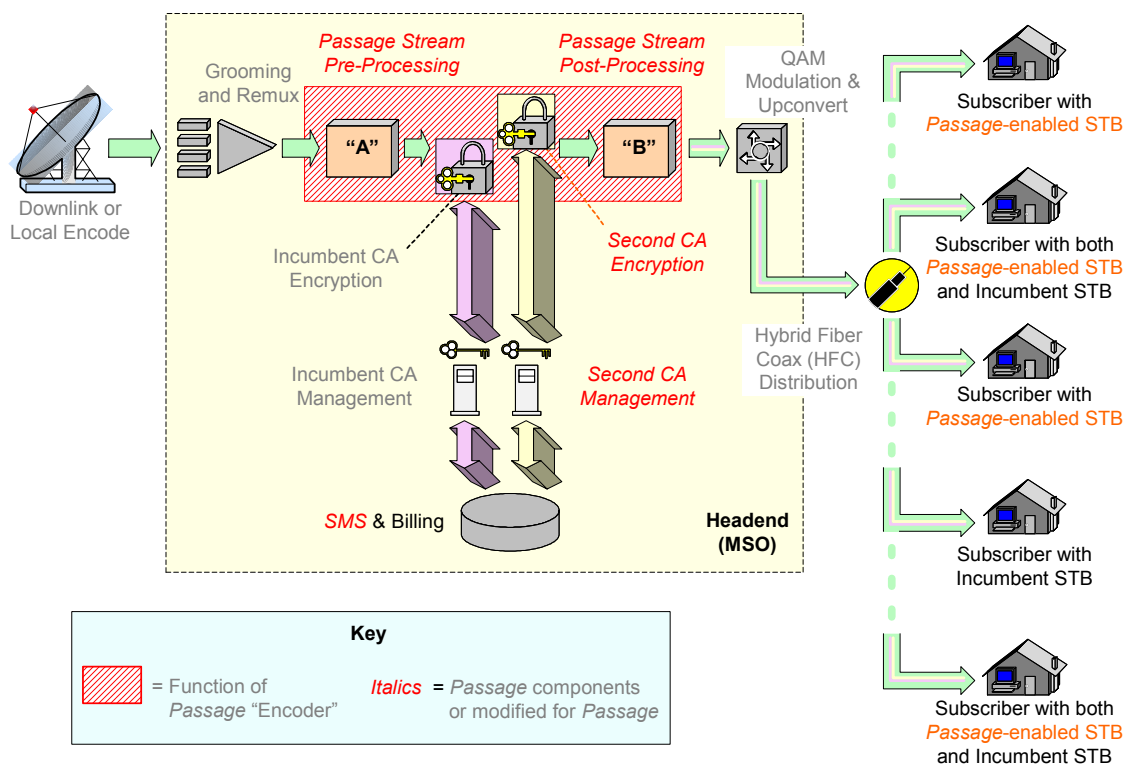 Passage Stream
Pre-Processing
Passage Stream
Post-Processing
Grooming
and Remux
QAM
Modulation &
Upconvert
"A"
"B"
Downlink or
Local Encode
Incumbent CA
Encryption
Second CA
Encryption
Incumbent CA
Management
Second CA
Management
Hybrid Fiber
Coax (HFC)
Distribution
SMS & Billing
Headend
(MSO)
Subscriber with
Passage-enabled STB
Subscriber with both
Passage-enabled STB
and Incumbent STB
Subscriber with
Passage-enabled STB
Subscriber with
Incumbent STB
Subscriber with both
Passage-enabled STB
and Incumbent STB
Key
= Function of
Passage "Encoder"
Italics = Passage components
or modified for Passage